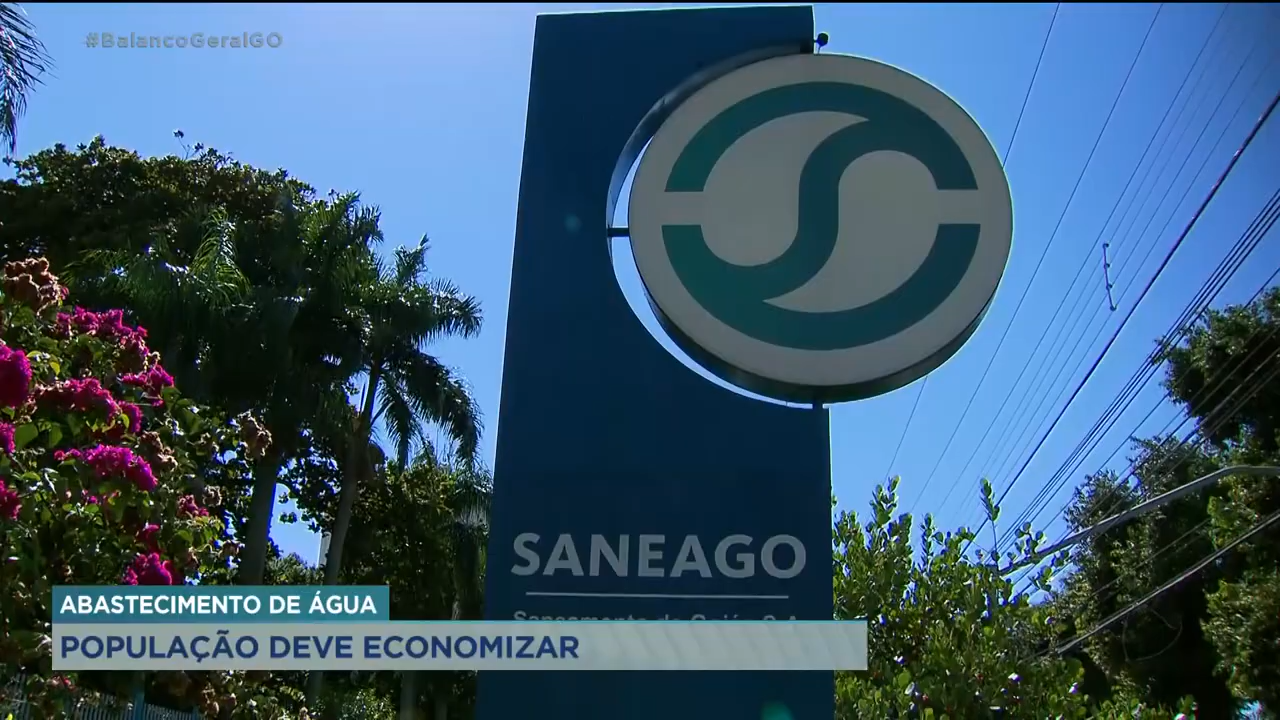 #BalancoGeralGO
SANEAGO
ABASTECIMENTO DE ÁGUA
POPULAÇÃO DEVE ECONOMIZAR